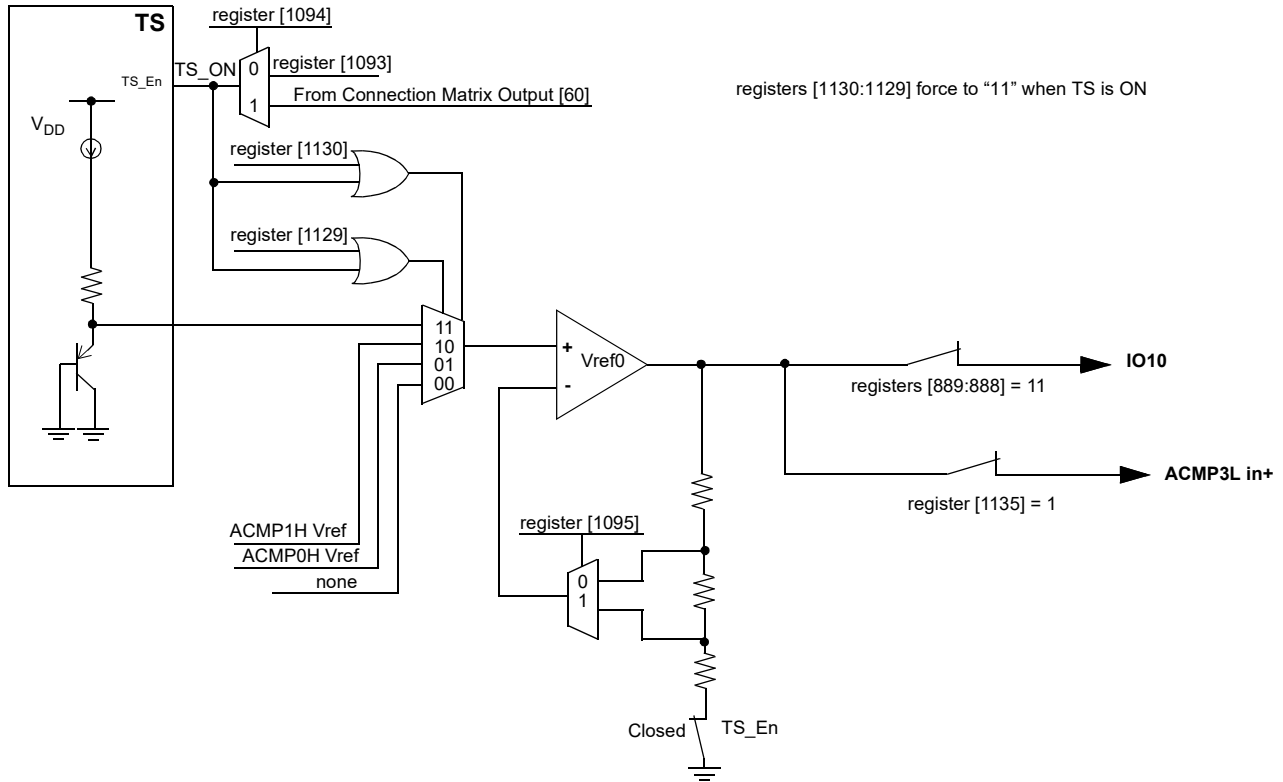 register [1094]
TS
TS_En
TS_ON
0
register [1093]
1
From Connection Matrix Output [60]
registers [1130:1129] force to “11” when TS is ON
VDD
register [1130]
register [1129]
11
10
01
00
+
Vref0
-
IO10
registers [889:888] = 11
ACMP3L in+
register [1135] = 1
ACMP1H Vref
ACMP0H Vref
none
register [1095]
0
1
Closed
TS_En